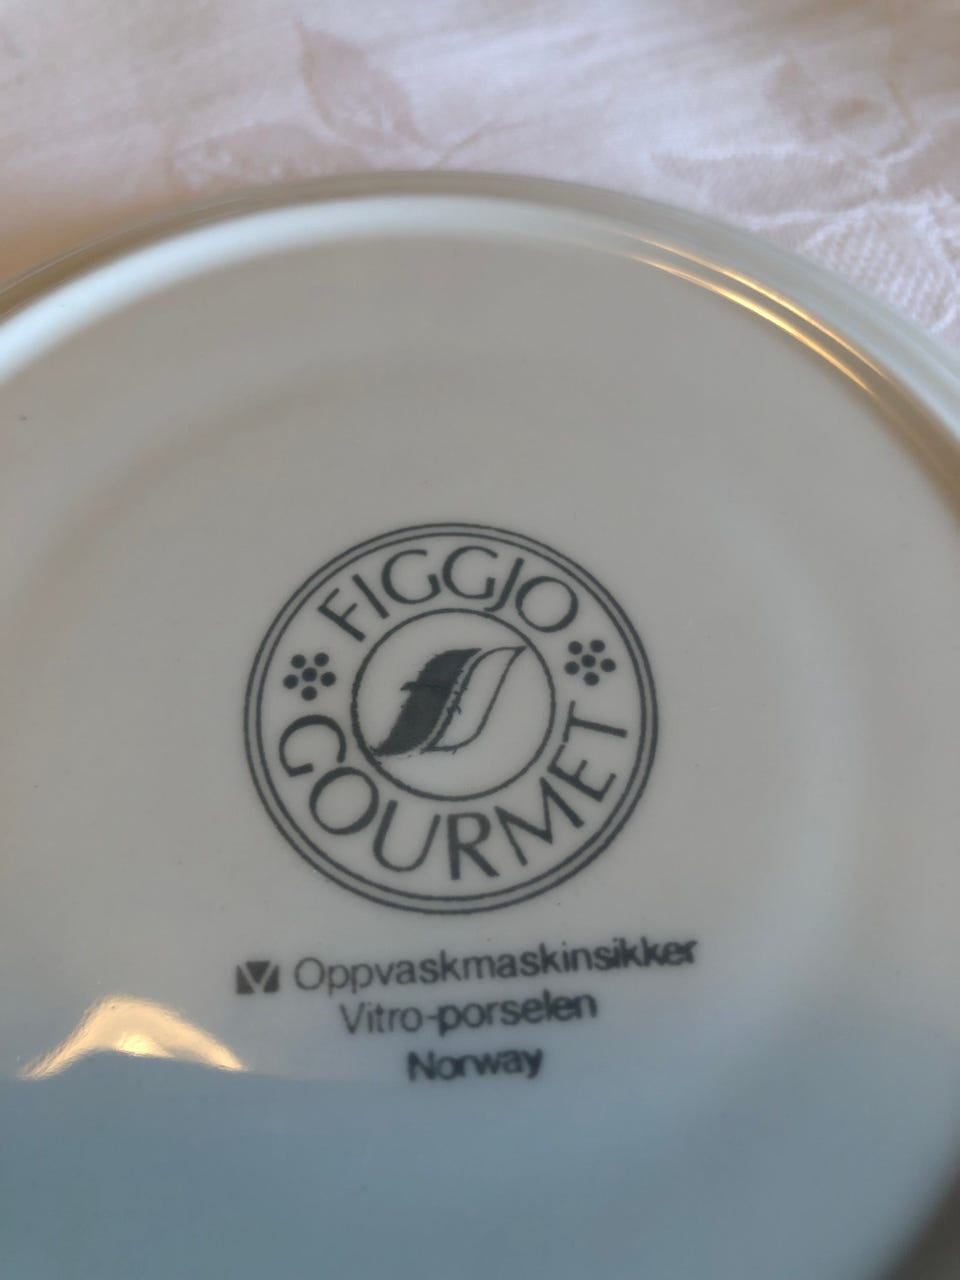 FIGGJO
GOURMET
Oppvaskmaskinsikker
Vitro-porselen
Norway